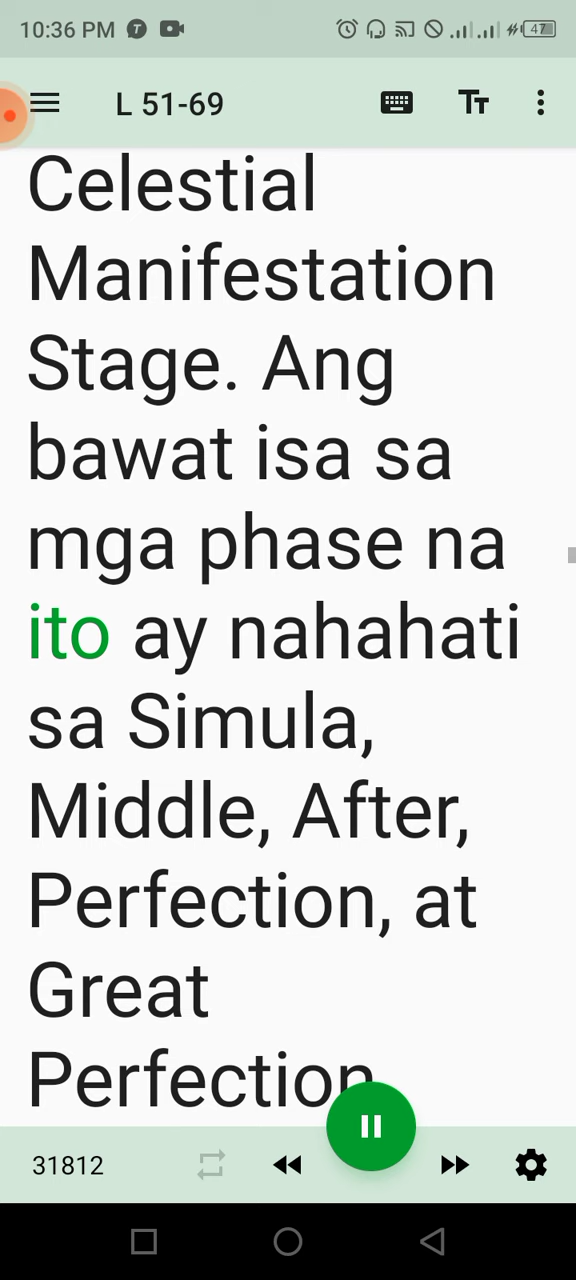 10:36 PM
47
L 51-69
Celestial
Manifestation
Stage. Ang
bawat isa sa
mga phase na
ito ay nahahati
sa Simula,
Middle, After,
Perfection, at
Great
Perfection
31812